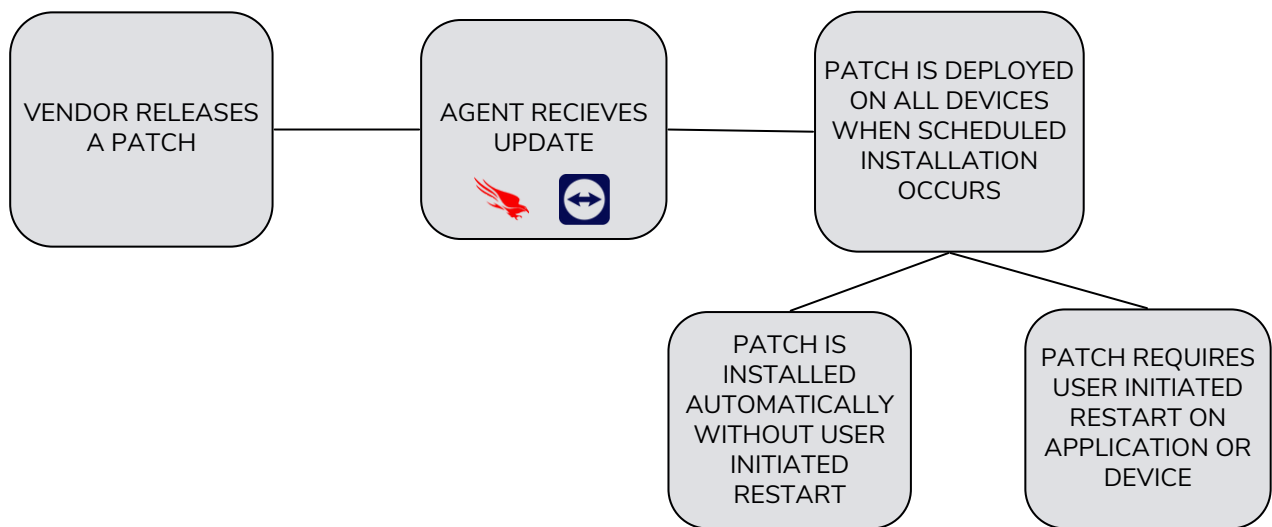 VENDOR RELEASES
A PATCH
AGENT RECIEVES
UPDATE
PATCH IS DEPLOYED
ON ALL DEVICES
WHEN SCHEDULED
INSTALLATION
OCCURS
PATCH IS
INSTALLED
AUTOMATICALLY
WITHOUT USER
INITIATED
RESTART
PATCH REQUIRES
USER INITIATED
RESTART ON
APPLICATION OR
DEVICE